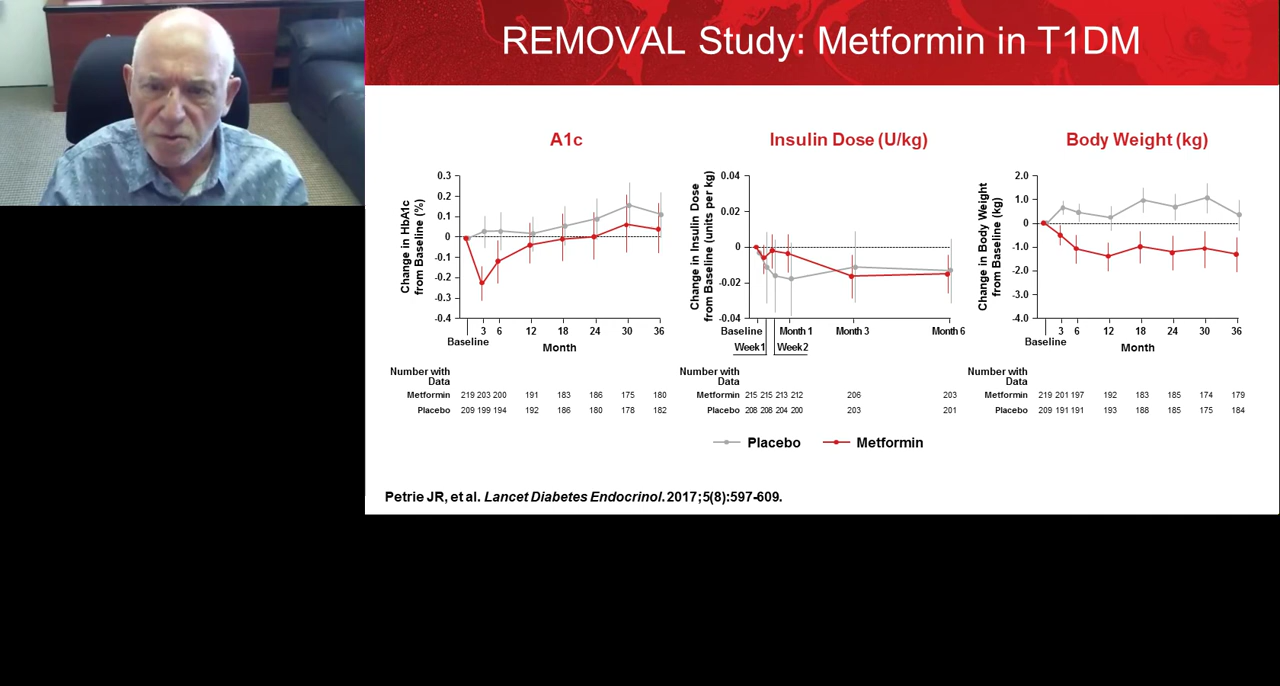 REMOVAL Study: Metformin in T1DM
A1c
Change in HbA1c
from Baseline (%)
0.3
0.2
0.1
0
-0.1
-0.2
-0.3
-0.4
3 6 12 18 24 30 36
Baseline
Month
Number with
Data
Metformin 219 203 200 191 183 186 175 180
Placebo 209 199 194 192 186 180 178 182
Insulin Dose (U/kg)
Change in Insulin Dose
from Baseline (units per kg)
0.04
0.02
0
-0.02
-0.04
Baseline Month 1 Month 3 Month 6
Week1 Week2
Number with
Data
Metformin 215 215 213 212 206 203
Placebo 208 208 204 200 203 201
Body Weight (kg)
Change in Body Weight
from Baseline (kg)
2.0
1.0
0
-1.0
-2.0
-3.0
-4.0
3 6 12 18 24 30 36
Baseline
Month
Number with
Data
Metformin 219 201 197 192 183 185 174 179
Placebo 209 191 191 193 188 185 175 184
Placebo Metformin
Petrie JR, et al. Lancet Diabetes Endocrinol. 2017;5(8):597-609.